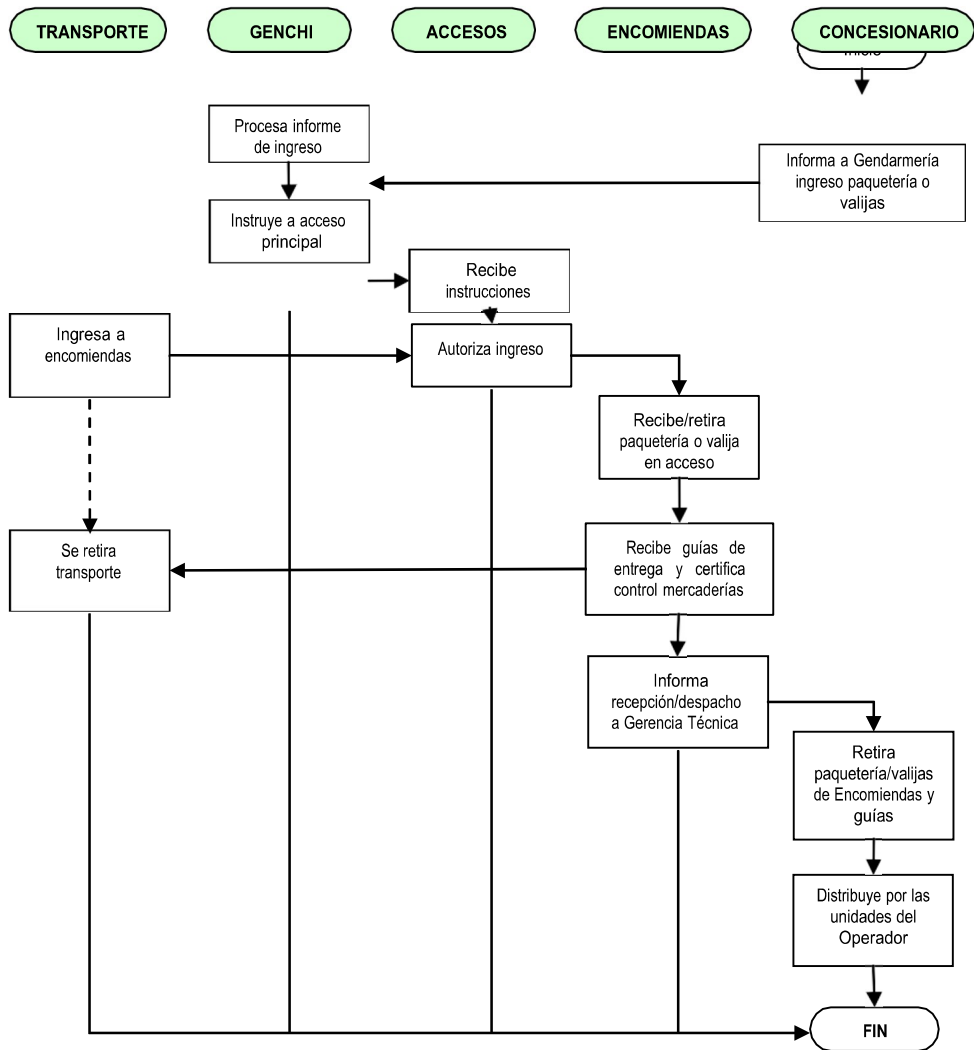 TRANSPORTE
GENCHI
ACCESOS
ENCOMIENDAS
CONCESIONARIO
Procesa informe
de ingreso
Informa a Gendarmería
ingreso paquetería o
valijas
Instruye a acceso
principal
Recibe
instrucciones
Ingresa a
encomiendas
Autoriza ingreso
Recibe/retira
paquetería o valija
en acceso
Se retira
transporte
Recibe guías de
entrega y certifica
control mercaderías
Informa
recepción/despacho
a Gerencia Técnica
Retira
paquetería/valijas
de Encomiendas y
guías
Distribuye por las
unidades del
Operador
FIN